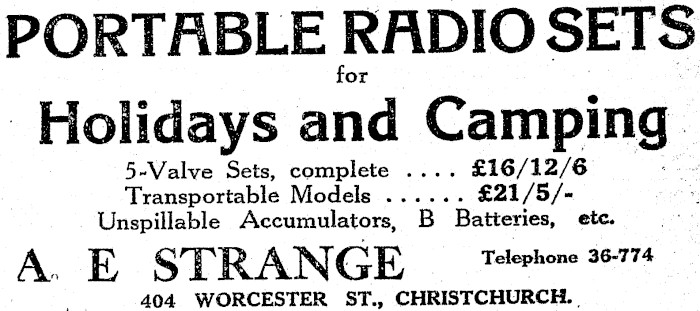 PORTABLE RADIO SETS
for
Holidays and Camping
5-Valve Sets, complete .... £16/12/6
Transportable Models ...... £21/5/-
Unspillable Accumulators, B Batteries, etc.
A. E STRANGE Telephone 36-774
404 WORCESTER ST., CHRISTCHURCH.